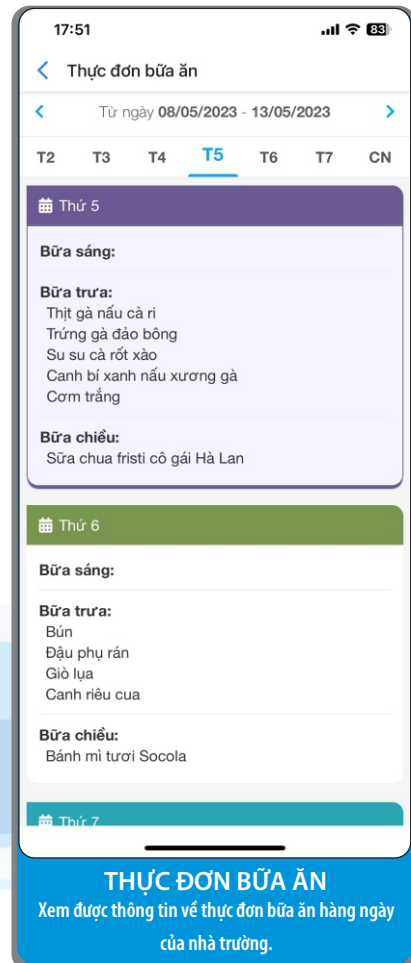 17:51
83
Thực đơn bữa ăn
Từ ngày 08/05/2023 - 13/05/2023
T2 T3 T4 T5 T6 T7 CN
Thứ 5
Bữa sáng:
Bữa trưa:
Thịt gà nấu cà ri
Trứng gà đảo bông
Su su cà rốt xào
Canh bí xanh nấu xương gà
Cơm trắng
Bữa chiều:
Sữa chua fristi cô gái Hà Lan
Thứ 6
Bữa sáng:
Bữa trưa:
Bún
Đậu phụ rán
Giò lụa
Canh riêu cua
Bữa chiều:
Bánh mì tươi Socola
Thứ 7
THỰC ĐƠN BỮA ĂN
Xem được thông tin về thực đơn bữa ăn hàng ngày
của nhà trường.